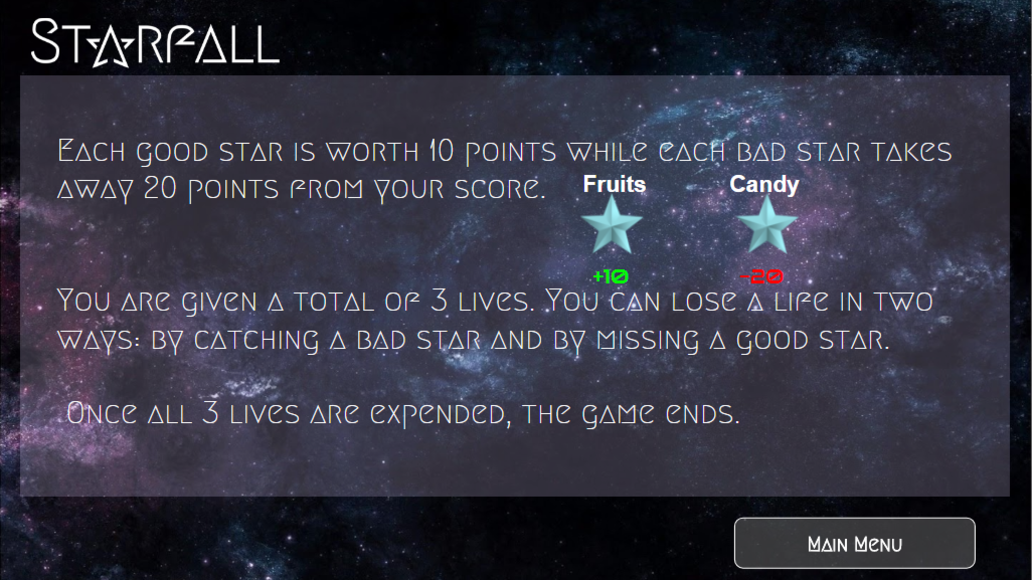 Starfall
Each good star is worth 10 points while each bad star takes
away 20 points from your score.
Fruits Candy
+10 -20
You are given a total of 3 lives. You can lose a life in two
ways: by catching a bad star and by missing a good star.
Once all 3 lives are expended, the game ends.
Main Menu